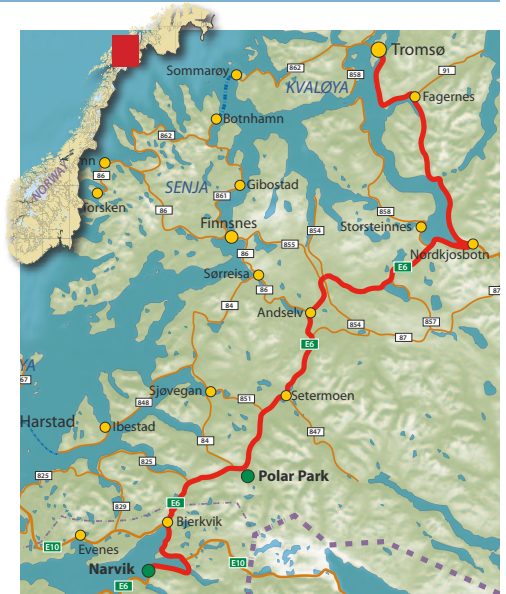 Tromsø
862
Sommarøy
858
91
KVALØYA
Fagernes
Botnhamn
862
86
NORWAY
Torsken
SENJA
Gibostad
861
86
Finnsnes
854
858
Storsteinnes
86
855
Nordkjosbotn
Sørreisa
E6
86
87
84
Andselv
854
857
87
E6
Sjøvegan
848
851
Setermoen
67
Harstad
Ibestad
847
84
825
825
Polar Park
829
E6
Bjerkvik
E10
Evenes
E10
Narvik
E6